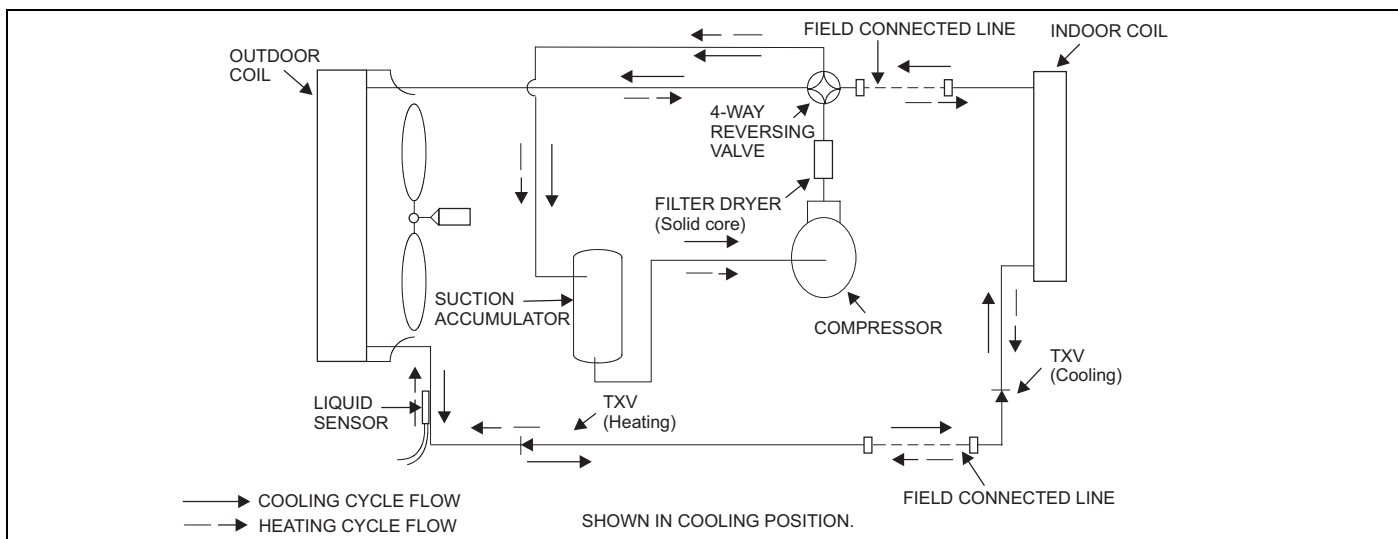 FIELD CONNECTED LINE
INDOOR COIL
OUTDOOR
COIL
4-WAY
REVERSING
VALVE
FILTER DRYER
(Solid core)
SUCTION
ACCUMULATOR
COMPRESSOR
TXV
(Cooling)
LIQUID
SENSOR
TXV
(Heating)
FIELD CONNECTED LINE
COOLING CYCLE FLOW
HEATING CYCLE FLOW
SHOWN IN COOLING POSITION.